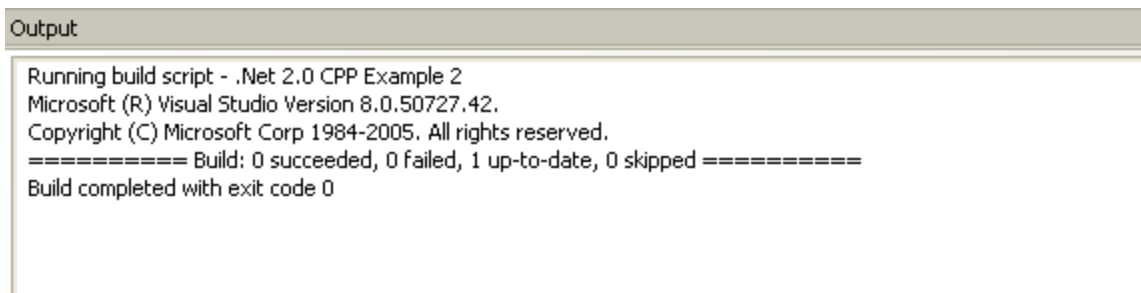 Output
Running build script - .Net 2.0 CPP Example 2
Microsoft (R) Visual Studio Version 8.0.50727.42.
Copyright (C) Microsoft Corp 1984-2005. All rights reserved.
========== Build: 0 succeeded, 0 failed, 1 up-to-date, 0 skipped ==========
Build completed with exit code 0